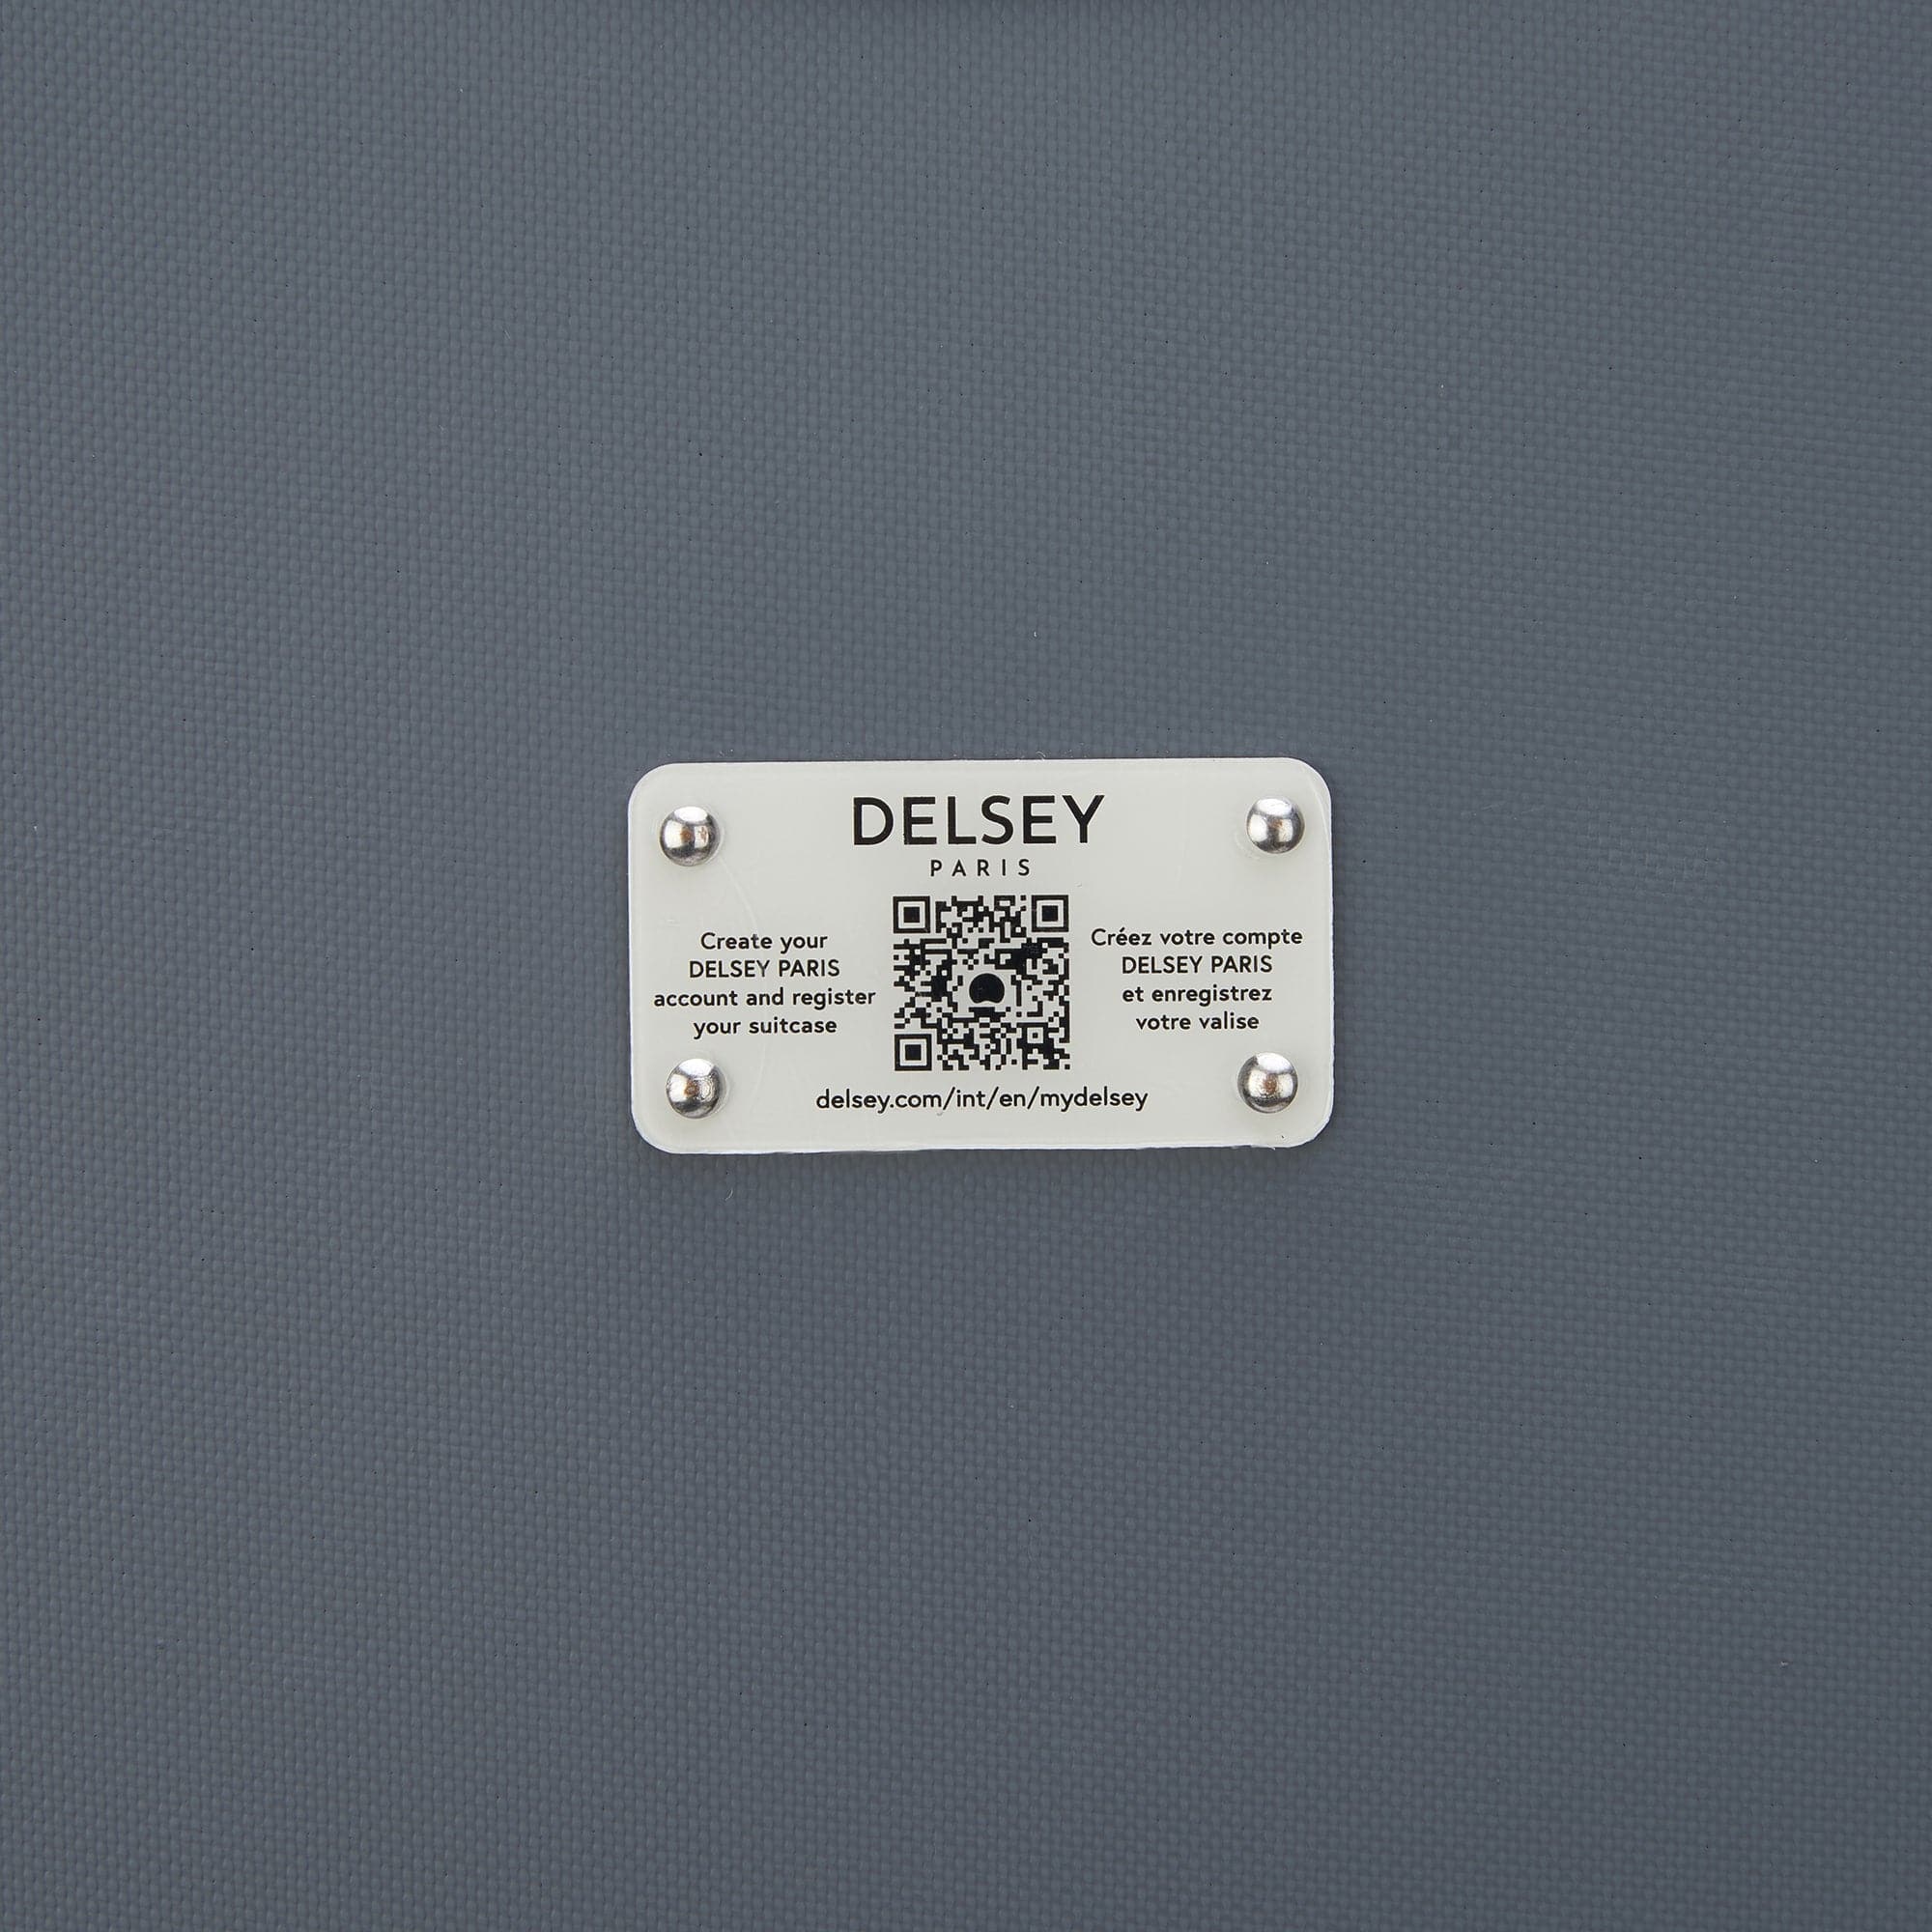 DELSEY
PARIS
Create your
DELSEY PARIS
account and register
your suitcase
Créez votre compte
DELSEY PARIS
et enregistrez
votre valise
delsey.com/int/en/mydelsey